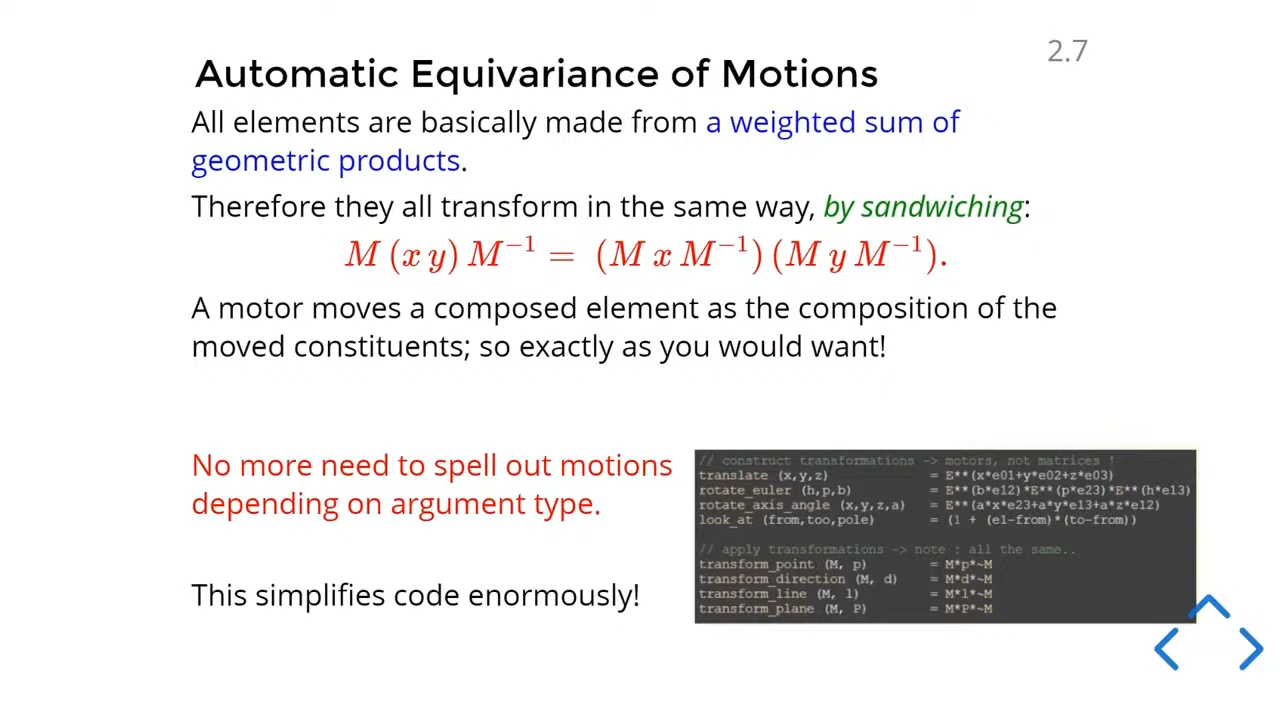 2.7
Automatic Equivariance of Motions
All elements are basically made from a weighted sum of
geometric products.
Therefore they all transform in the same way, by sandwiching:
M (x y) M⁻¹ = (M x M⁻¹) (M y M⁻¹).
A motor moves a composed element as the composition of the
moved constituents; so exactly as you would want!
No more need to spell out motions
depending on argument type.
This simplifies code enormously!
// construct transformations -> motors, not matrices !
translate (x,y,z) = E**(x*e01+y*e02+z*e03)
rotate_euler (h,p,b) = E**(b*e12)*E**(p*e23)*E**(h*e13)
rotate_axis_angle (x,y,z,a) = E**(a*x*e23+a*y*e13+a*z*e12)
look_at (from,too,pole) = (1 + (e1-from)*(to-from))
// apply transformations -> note : all the same..
transform_point (M, p) = M*p*~M
transform_direction (M, d) = M*d*~M
transform_line (M, l) = M*l*~M
transform_plane (M, P) = M*P*~M